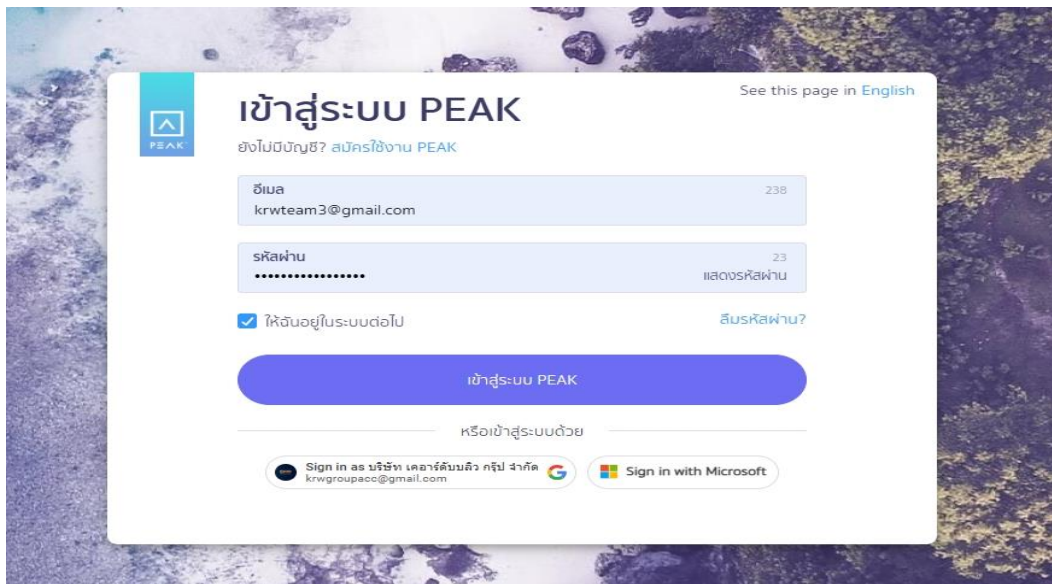 See this page in English
PEAK
เข้าสู่ระบบ PEAK
ยังไม่มีบัญชี? สมัครใช้งาน PEAK
อีเมล 238
krwteam3@gmail.com
รหัสผ่าน 23
••••••••••••••••• แสดงรหัสผ่าน
ให้ฉันอยู่ในระบบต่อไป ลืมรหัสผ่าน?
เข้าสู่ระบบ PEAK
หรือเข้าสู่ระบบด้วย
Sign in as บริษัท เคอาร์ดับบลิว กรุ๊ป จำกัด
krwgroupacc@gmail.com
Sign in with Microsoft